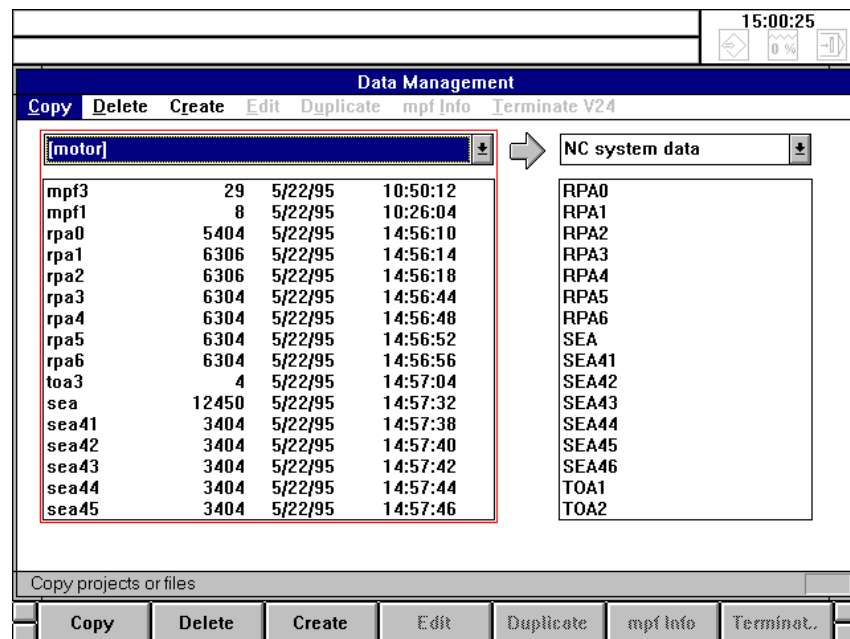 15:00:25
0 %
Data Management
Copy Delete Create Edit Duplicate mpf Info Terminate V24
[motor] NC system data
mpf3 29 5/22/95 10:50:12 RPA0
mpf1 8 5/22/95 10:26:04 RPA1
rpa0 5404 5/22/95 14:56:10 RPA2
rpa1 6306 5/22/95 14:56:14 RPA3
rpa2 6306 5/22/95 14:56:18 RPA4
rpa3 6304 5/22/95 14:56:44 RPA5
rpa4 6304 5/22/95 14:56:48 RPA6
rpa5 6304 5/22/95 14:56:52 SEA
rpa6 6304 5/22/95 14:56:56 SEA41
toa3 4 5/22/95 14:57:04 SEA42
sea 12450 5/22/95 14:57:32 SEA43
sea41 3404 5/22/95 14:57:38 SEA44
sea42 3404 5/22/95 14:57:40 SEA45
sea43 3404 5/22/95 14:57:42 SEA46
sea44 3404 5/22/95 14:57:44 TOA1
sea45 3404 5/22/95 14:57:46 TOA2
Copy projects or files
Copy Delete Create Edit Duplicate mpf Info Terminat..